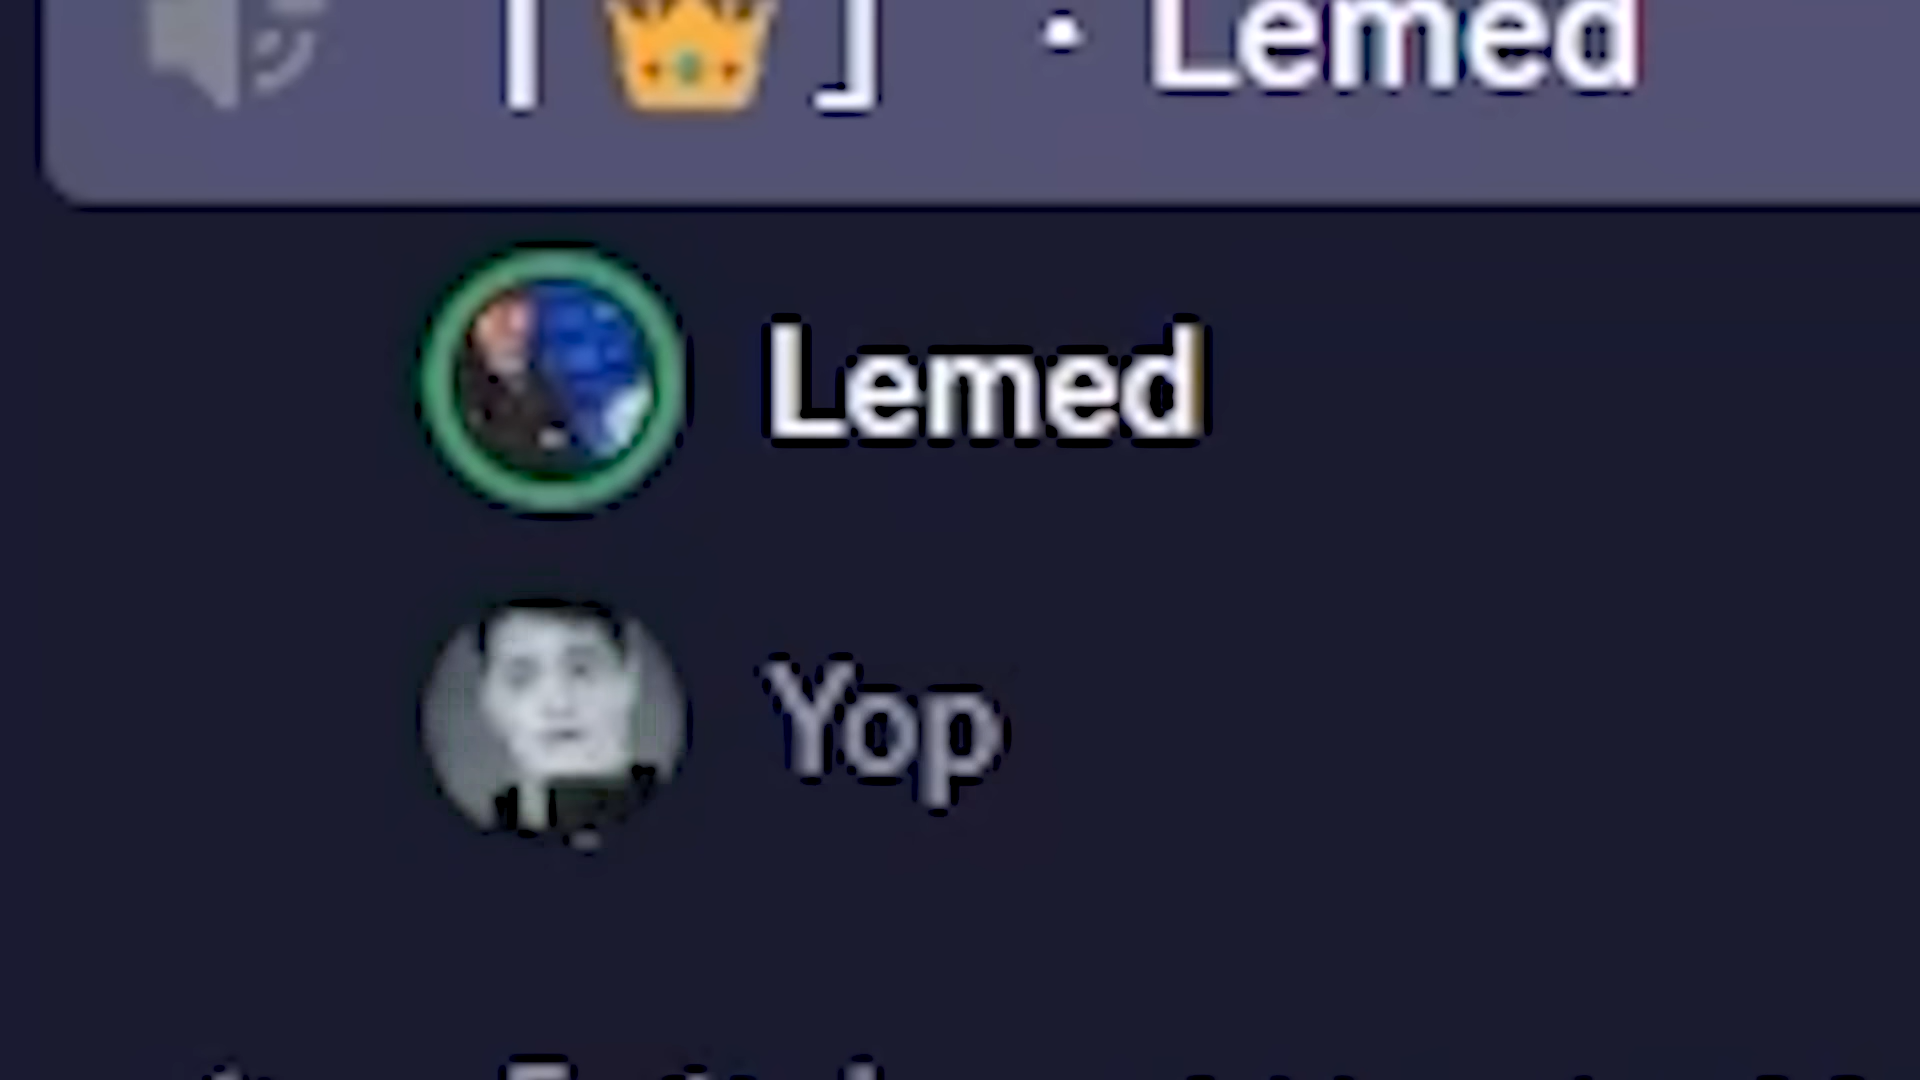 「👑」 • Lemed
Lemed
Yop